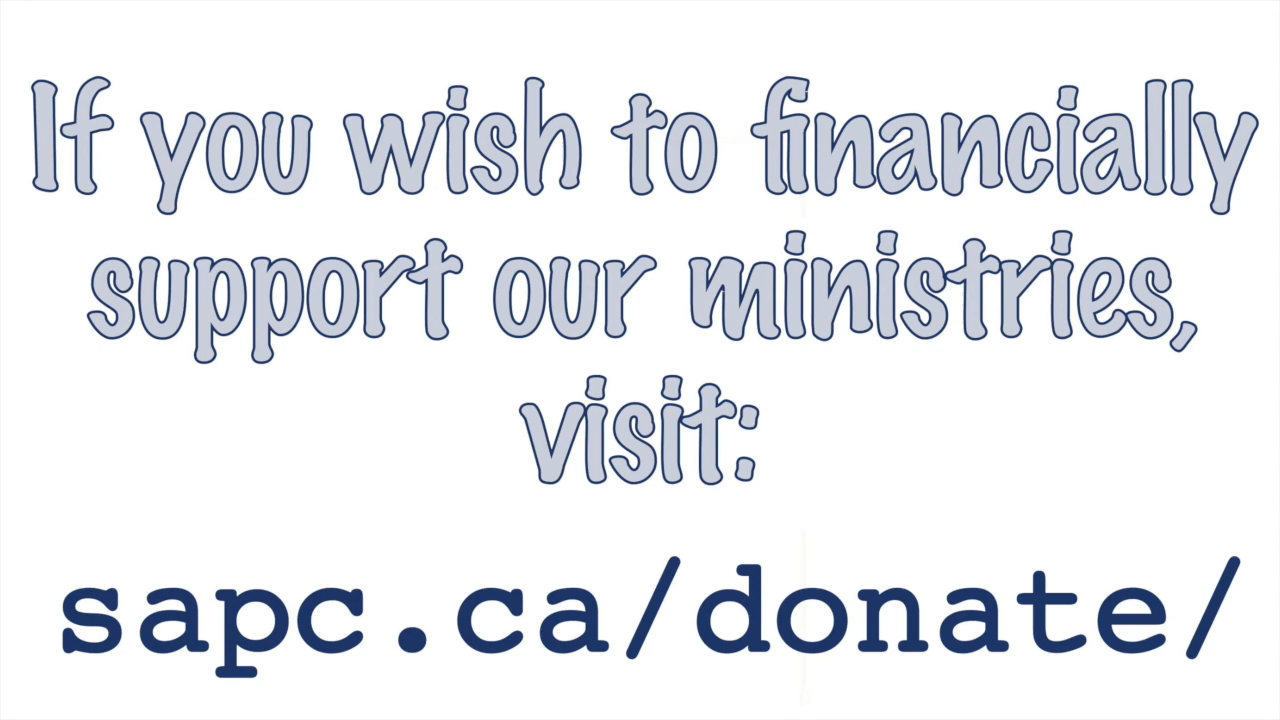 If you wish to financially
support our ministries,
visit:
sapc.ca/donate/